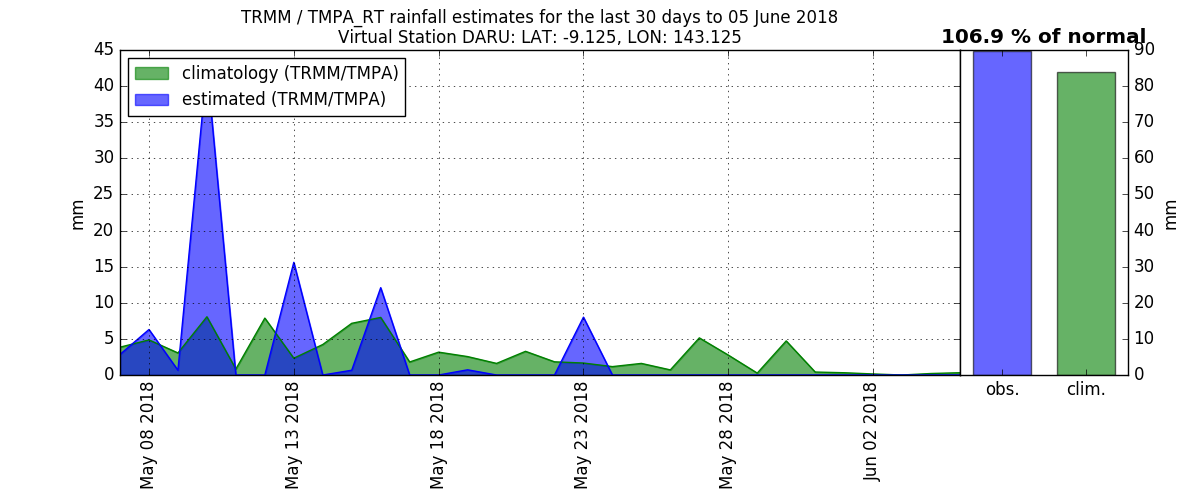 TRMM / TMPA_RT rainfall estimates for the last 30 days to 05 June 2018
Virtual Station DARU: LAT: -9.125, LON: 143.125
106.9 % of normal
climatology (TRMM/TMPA)
estimated (TRMM/TMPA)
mm
45
40
35
30
25
20
15
10
5
0
May 08 2018
May 13 2018
May 18 2018
May 23 2018
May 28 2018
Jun 02 2018
obs.
clim.
90
80
70
60
50
40
30
20
10
0
mm